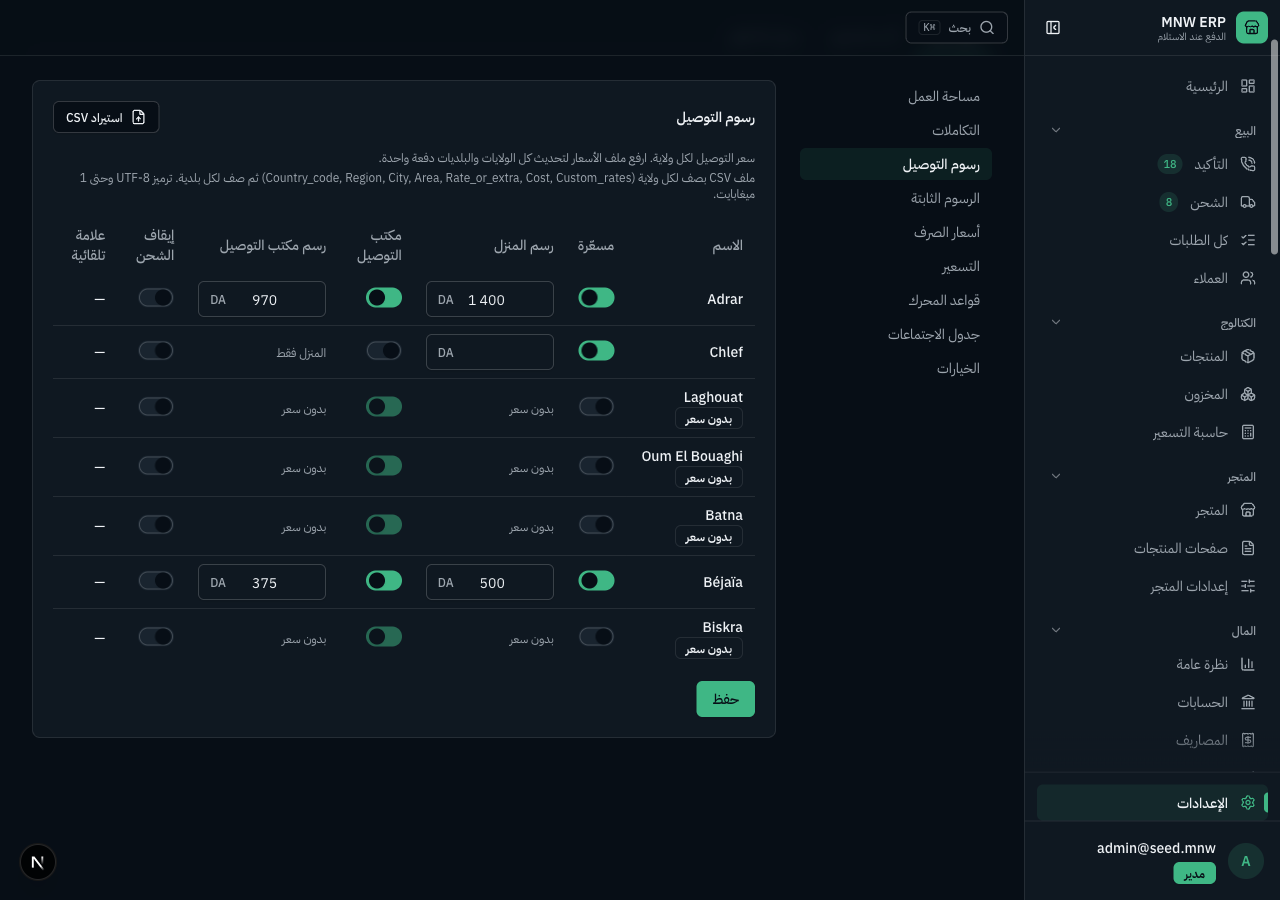 MNW ERP
الدفع عند الاستلام
الرئيسية
البيع
التأكيد 18
الشحن 8
كل الطلبات
العملاء
الكتالوج
المنتجات
المخزون
حاسبة التسعير
المتجر
المتجر
صفحات المنتجات
إعدادات المتجر
المال
نظرة عامة
الحسابات
المصاريف
الإعدادات
A
admin@seed.mnw
مدير
بحث ⌘K
مساحة العمل
التكاملات
رسوم التوصيل
الرسوم الثابتة
أسعار الصرف
التسعير
قواعد المحرك
جدول الاجتماعات
الخيارات
رسوم التوصيل
استيراد CSV
سعر التوصيل لكل ولاية. ارفع ملف الأسعار لتحديث كل الولايات والبلديات دفعة واحدة.
ملف CSV بصف لكل ولاية (Country_code, Region, City, Area, Rate_or_extra, Cost, Custom_rates) ثم صف لكل بلدية. ترميز UTF-8 وحتى 1
ميغابايت.
الاسم مسعّرة رسم المنزل مكتب التوصيل رسم مكتب التوصيل إيقاف الشحن علامة تلقائية
Adrar 1 400 DA 970 DA —
Chlef DA المنزل فقط —
Laghouat
بدون سعر بدون سعر بدون سعر —
Oum El Bouaghi
بدون سعر بدون سعر بدون سعر —
Batna
بدون سعر بدون سعر بدون سعر —
Béjaïa 500 DA 375 DA —
Biskra
بدون سعر بدون سعر بدون سعر —
حفظ
N